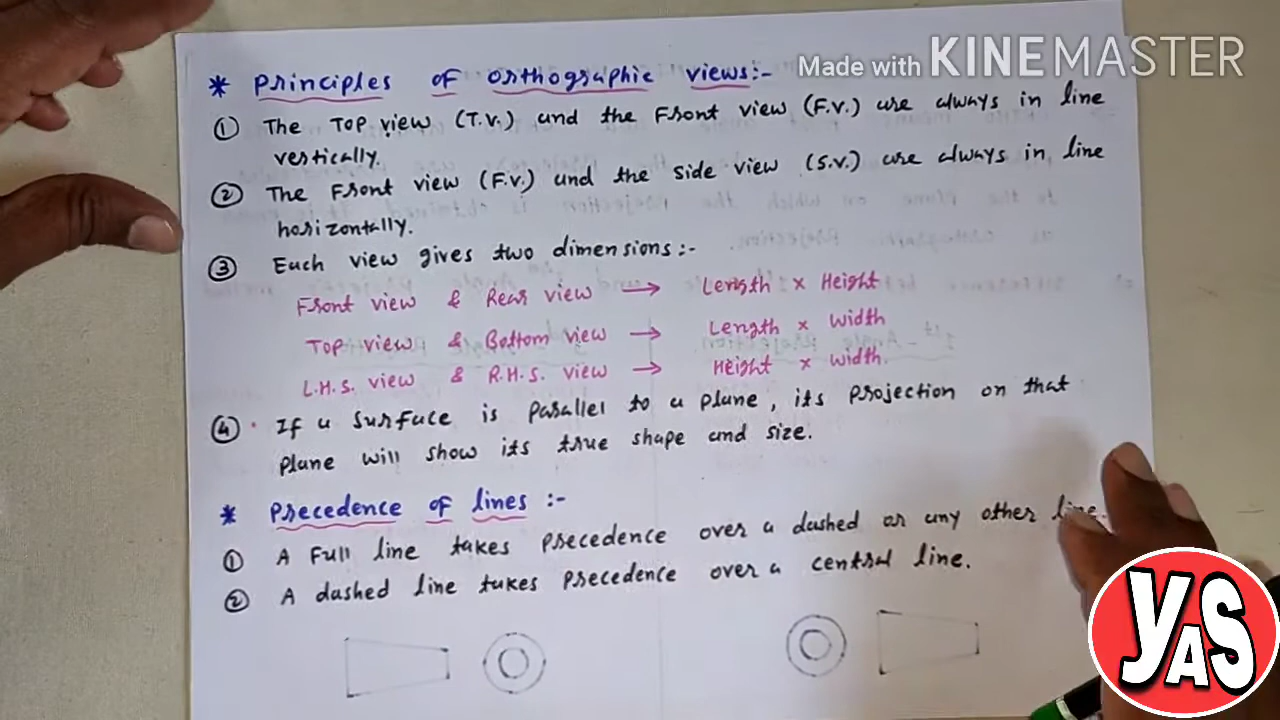 Made with KINEMASTER
* Principles of orthographic views:-
① The Top view (T.V.) and the Front view (F.V.) are always in line
vertically.
② The Front view (F.V.) and the side view (S.V.) are always in line
horizontally.
③ Each view gives two dimensions:-
Front view & Rear view → Length × Height
Top view & Bottom view → Length × width
L.H.S. view & R.H.S. view → Height × width.
④ If a surface is parallel to a plane, its projection on that
plane will show its true shape and size.
* Precedence of lines :-
① A Full line takes precedence over a dashed or any other line.
② A dashed line takes precedence over a central line.
YAS